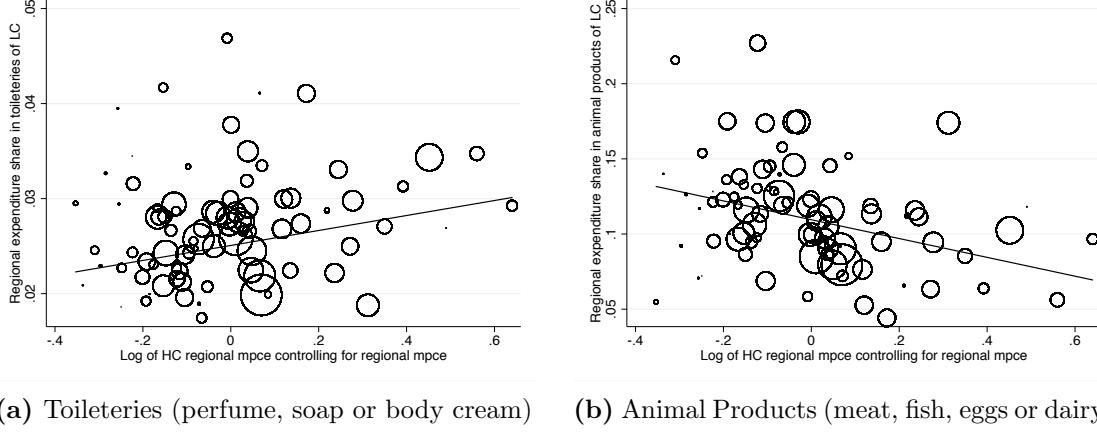 Regional expenditure share in toileteries of LC
.05
.04
.03
.02
-.4 -.2 0 .2 .4 .6
Log of HC regional mpce controlling for regional mpce
(a) Toileteries (perfume, soap or body cream)
Regional expenditure share in animal products of LC
.25
.2
.15
.1
.05
-.4 -.2 0 .2 .4 .6
Log of HC regional mpce controlling for regional mpce
(b) Animal Products (meat, fish, eggs or dairy